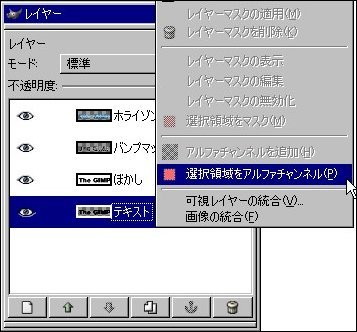 レイヤー
レイヤー
モード:
標準
不透明度:
ホライゾン
バンプマッ
The GIMP
ぼかし
The GIMP
テキスト
レイヤーマスクの適用(M)
レイヤーマスクを削除(K)
レイヤーマスクの表示
レイヤーマスクの編集
レイヤーマスクの無効化
選択領域をマスク(M)
アルファチャンネルを追加(H)
選択領域をアルファチャンネル(P)
可視レイヤーの統合(V)...
画像の統合(F)